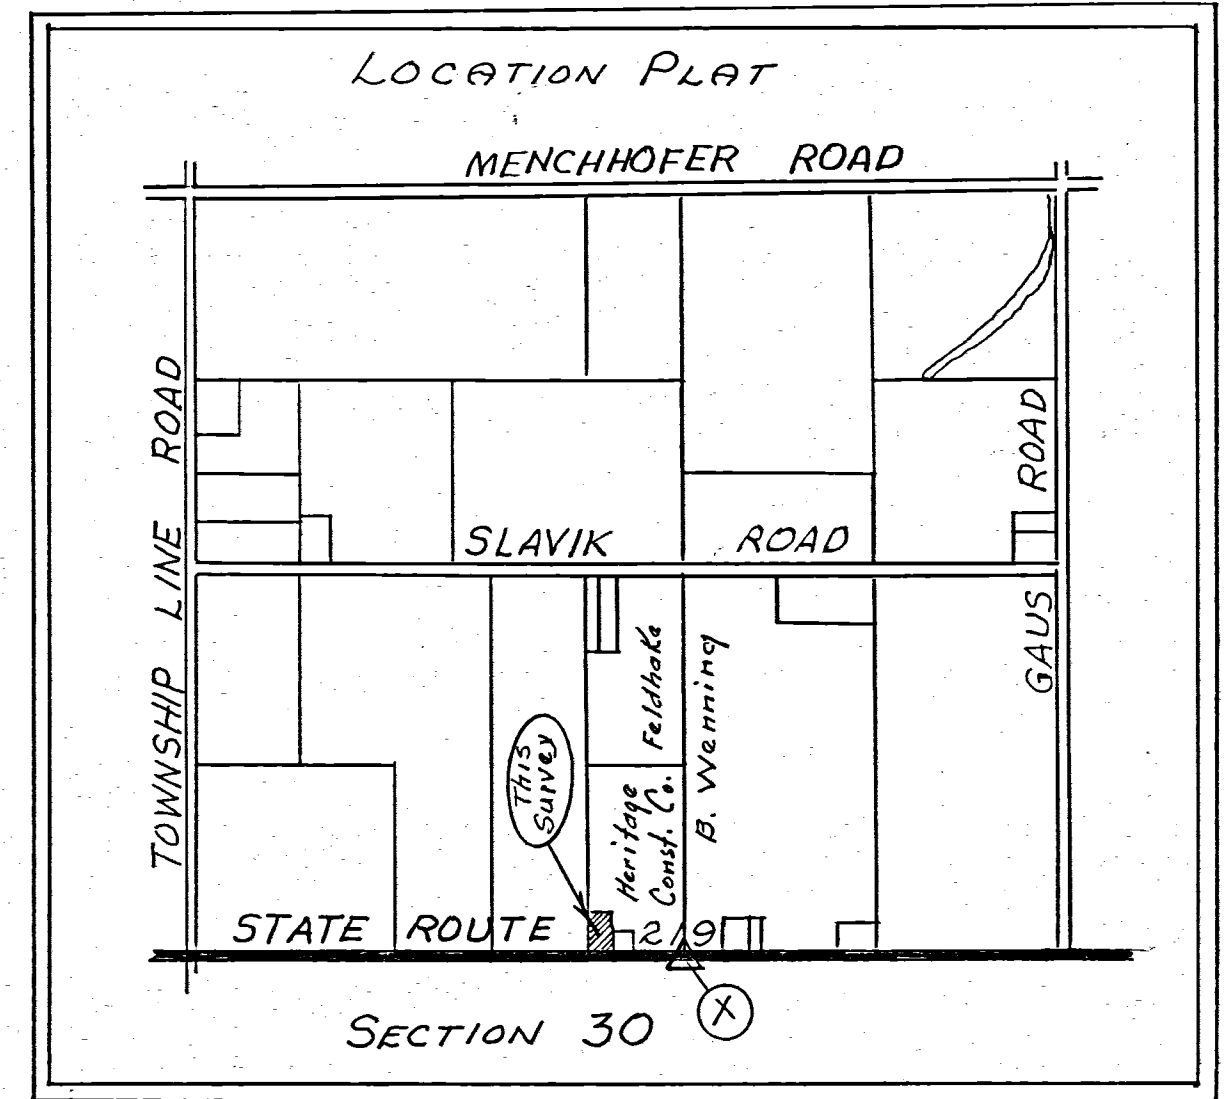 LOCATION PLAT
MENCHHOFER ROAD
TOWNSHIP LINE ROAD
SLAVIK ROAD
GAUS ROAD
Feldhake
B. Wenning
This
Survey
Heritage
Const. Co.
STATE ROUTE 219
X
SECTION 30